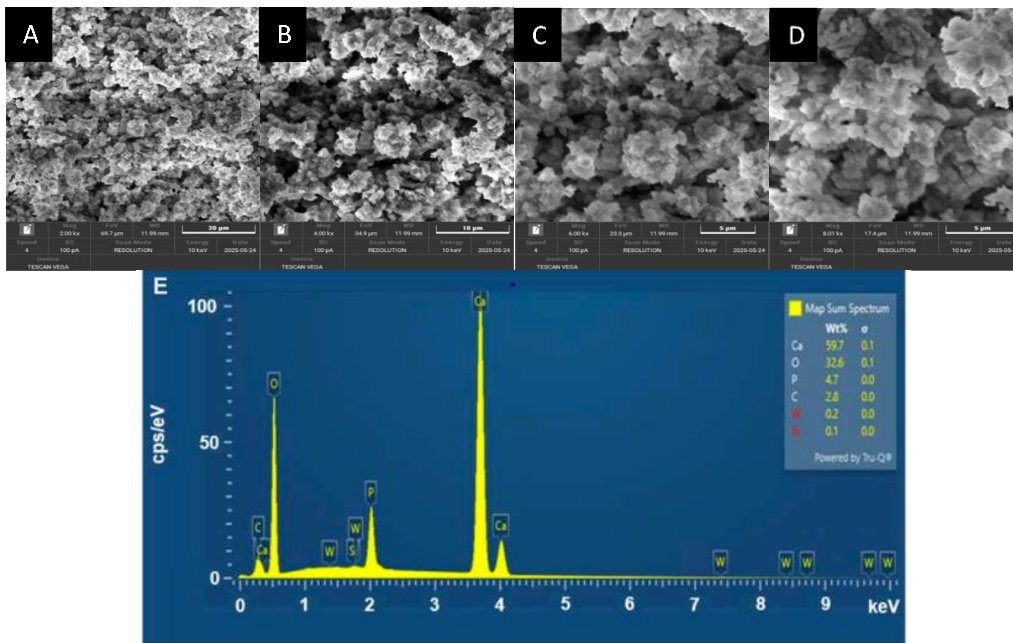 A
B
C
D
Mag FoV WD
2.00 kx 69.7 µm 11.99 mm 20 µm
Speed BC Scan Mode Energy Date
4 100 pA RESOLUTION 10 keV 2025-05-24
Device
TESCAN VEGA
Mag FoV WD
4.00 kx 34.9 µm 11.99 mm 10 µm
Speed BC Scan Mode Energy Date
4 100 pA RESOLUTION 10 keV 2025-05-24
Device
TESCAN VEGA
Mag FoV WD
6.00 kx 23.3 µm 11.99 mm 5 µm
Speed BC Scan Mode Energy Date
4 100 pA RESOLUTION 10 keV 2025-05-24
Device
TESCAN VEGA
Mag FoV WD
8.01 kx 17.4 µm 11.99 mm 5 µm
Speed BC Scan Mode Energy Date
4 100 pA RESOLUTION 10 keV 2025-05-24
Device
TESCAN VEGA
E
Map Sum Spectrum
Wt% σ
Ca 59.7 0.1
O 32.6 0.1
P 4.7 0.0
C 2.8 0.0
W 0.2 0.0
0.1 0.0
Powered by Tru-Q®
cps/eV
100
50
0
C
Ca
O
W
W
S
P
Ca
Ca
W
W
W
W
W
0 1 2 3 4 5 6 7 8 9 keV